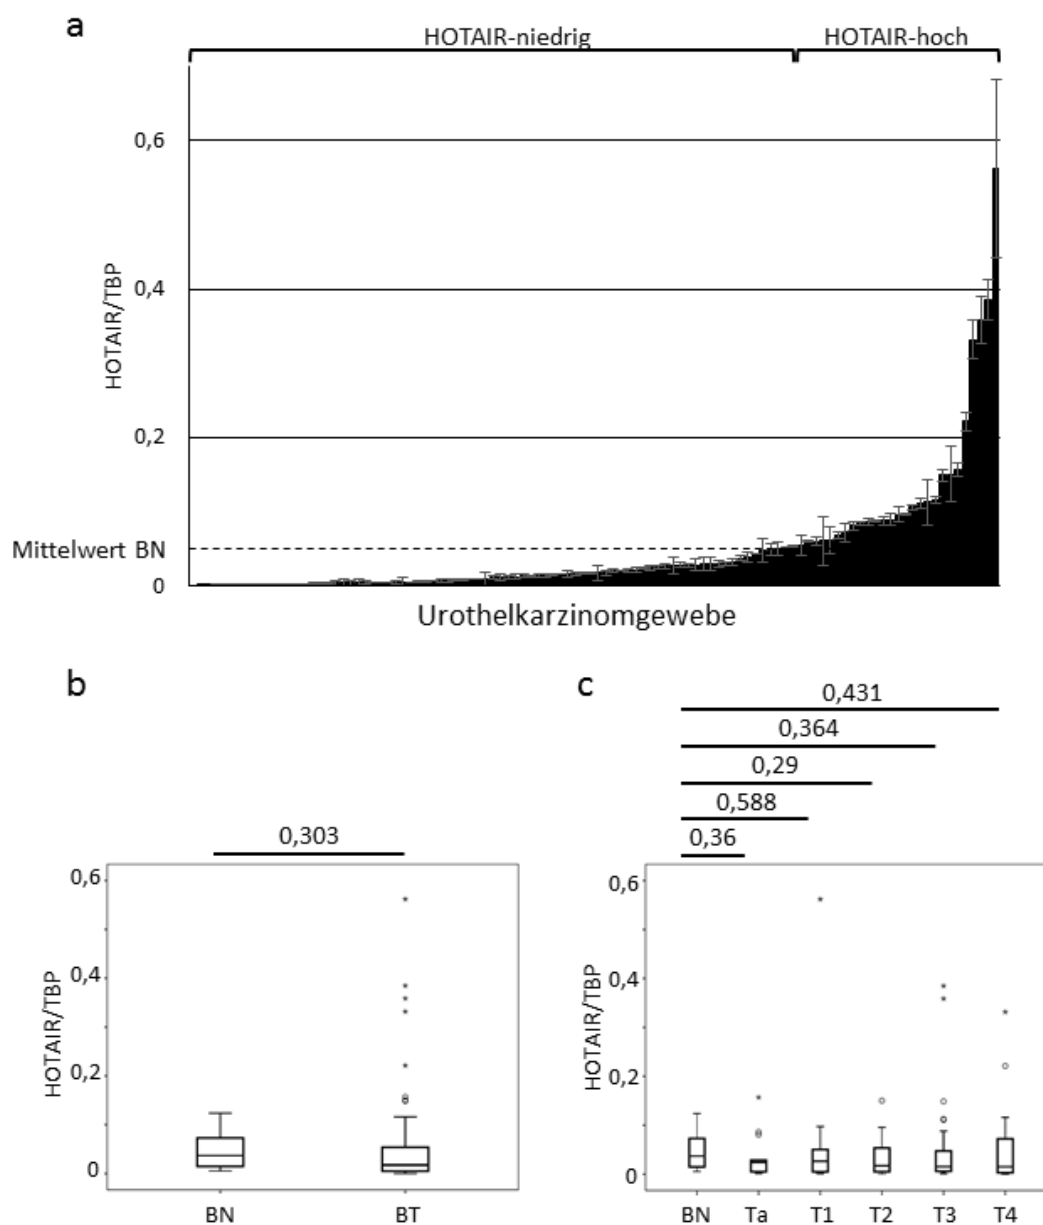 a
HOTAIR-niedrig HOTAIR-hoch
0,6
0,4
0,2
Mittelwert BN
0
HOTAIR/TBP
Urothelkarzinomgewebe
b
0,303
0,6
0,4
0,2
0
HOTAIR/TBP
BN BT
c
0,431
0,364
0,29
0,588
0,36
0,6
0,4
0,2
0
HOTAIR/TBP
BN Ta T1 T2 T3 T4